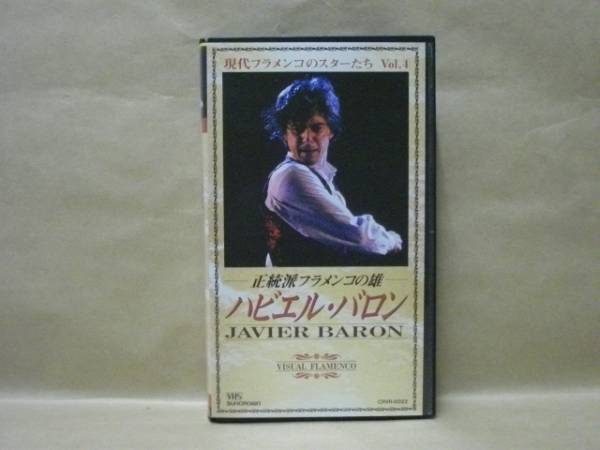 現代フラメンコのスターたち Vol.4
正統派フラメンコの雄
ハビエル・バロン
JAVIER BARON
VISUAL FLAMENCO
VHS